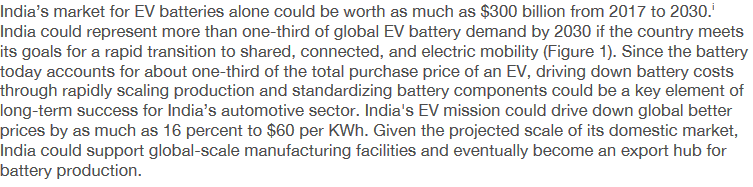 India’s market for EV batteries alone could be worth as much as $300 billion from 2017 to 2030.ⁱ
India could represent more than one-third of global EV battery demand by 2030 if the country meets
its goals for a rapid transition to shared, connected, and electric mobility (Figure 1). Since the battery
today accounts for about one-third of the total purchase price of an EV, driving down battery costs
through rapidly scaling production and standardizing battery components could be a key element of
long-term success for India’s automotive sector. India's EV mission could drive down global better
prices by as much as 16 percent to $60 per KWh. Given the projected scale of its domestic market,
India could support global-scale manufacturing facilities and eventually become an export hub for
battery production.